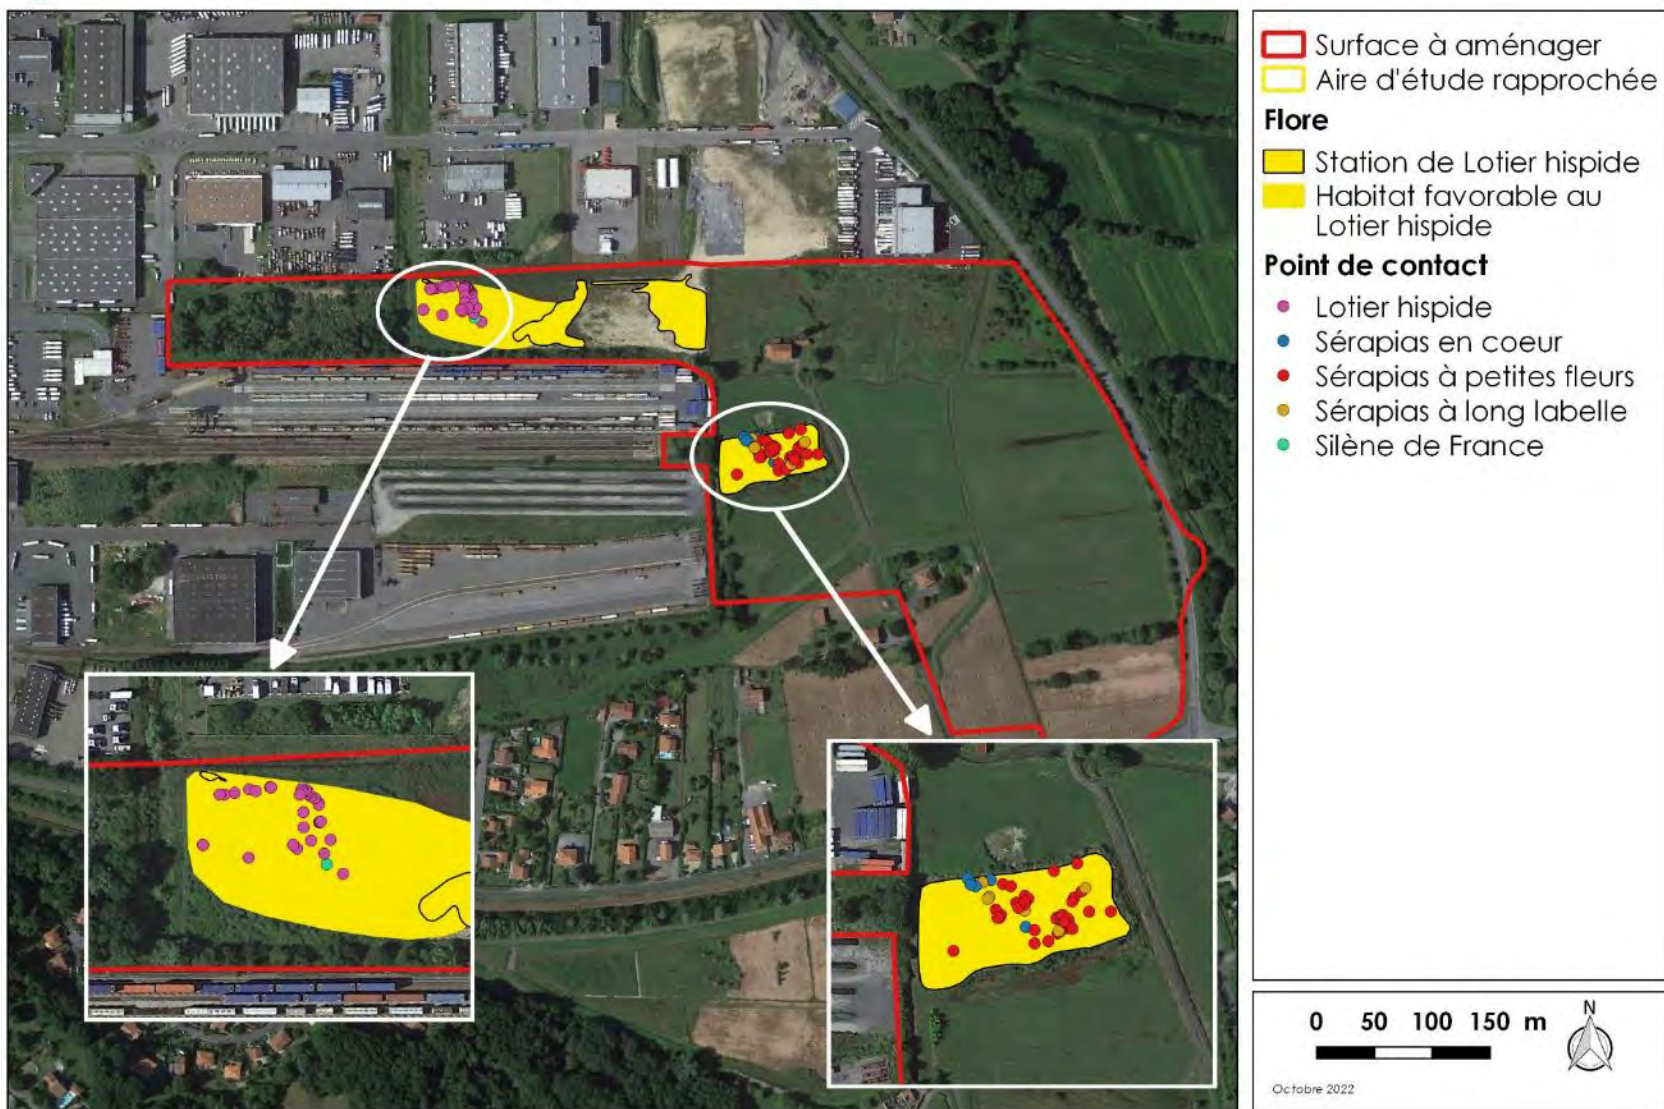 Surface à aménager
Aire d'étude rapprochée
Flore
Station de Lotier hispide
Habitat favorable au
Lotier hispide
Point de contact
Lotier hispide
Sérapias en coeur
Sérapias à petites fleurs
Sérapias à long labelle
Silène de France
0 50 100 150 m
N
Octobre 2022